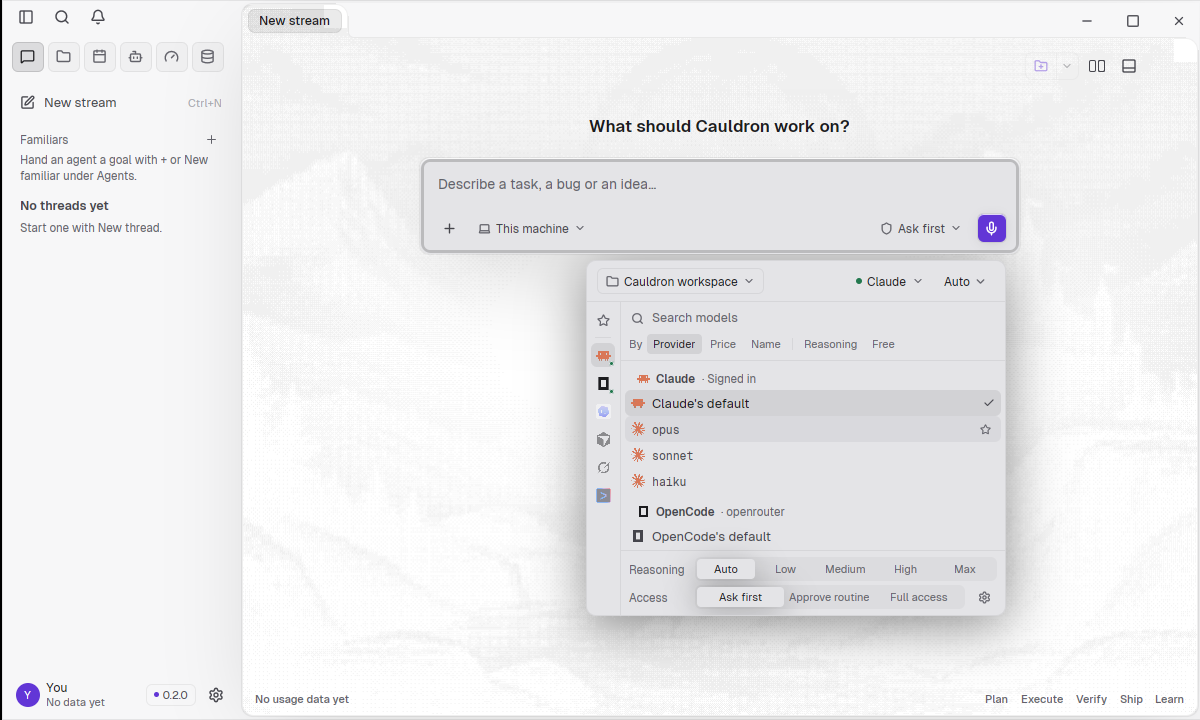 New stream
New stream Ctrl+N
Familiars
Hand an agent a goal with + or New
familiar under Agents.
No threads yet
Start one with New thread.
What should Cauldron work on?
Describe a task, a bug or an idea...
This machine
Ask first
Cauldron workspace
Claude
Auto
Search models
By Provider Price Name Reasoning Free
Claude · Signed in
Claude's default
opus
sonnet
haiku
OpenCode · openrouter
OpenCode's default
Reasoning Auto Low Medium High Max
Access Ask first Approve routine Full access
Y
You
No data yet
0.2.0
No usage data yet
Plan Execute Verify Ship Learn